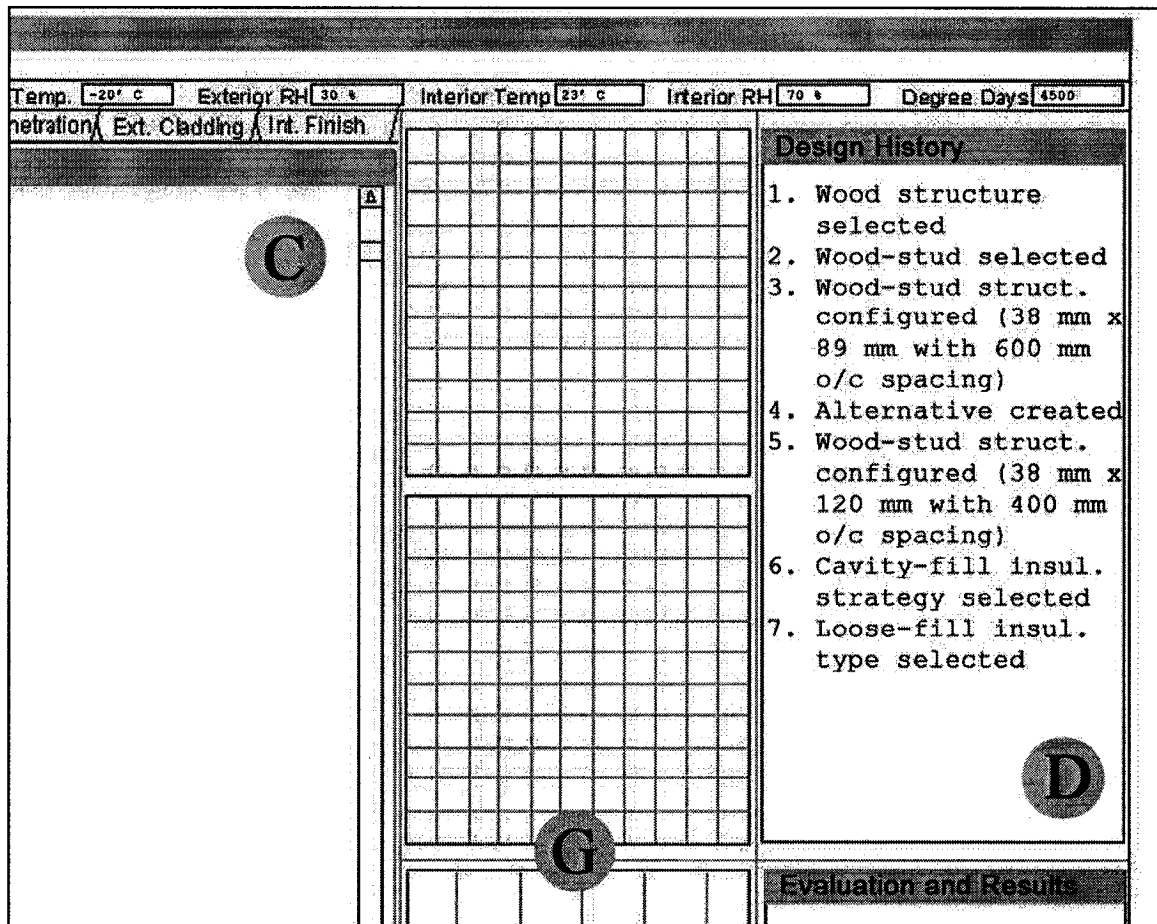 Temp. -20° C Exterior RH 30 % Interior Temp 23° C Interior RH 70 % Degree Days 4500
netration Ext. Cladding Int. Finish
Design History
1. Wood structure
selected
2. Wood-stud selected
3. Wood-stud struct.
configured (38 mm x
89 mm with 600 mm
o/c spacing)
4. Alternative created
5. Wood-stud struct.
configured (38 mm x
120 mm with 400 mm
o/c spacing)
6. Cavity-fill insul.
strategy selected
7. Loose-fill insul.
type selected
C
D
G
Evaluation and Results